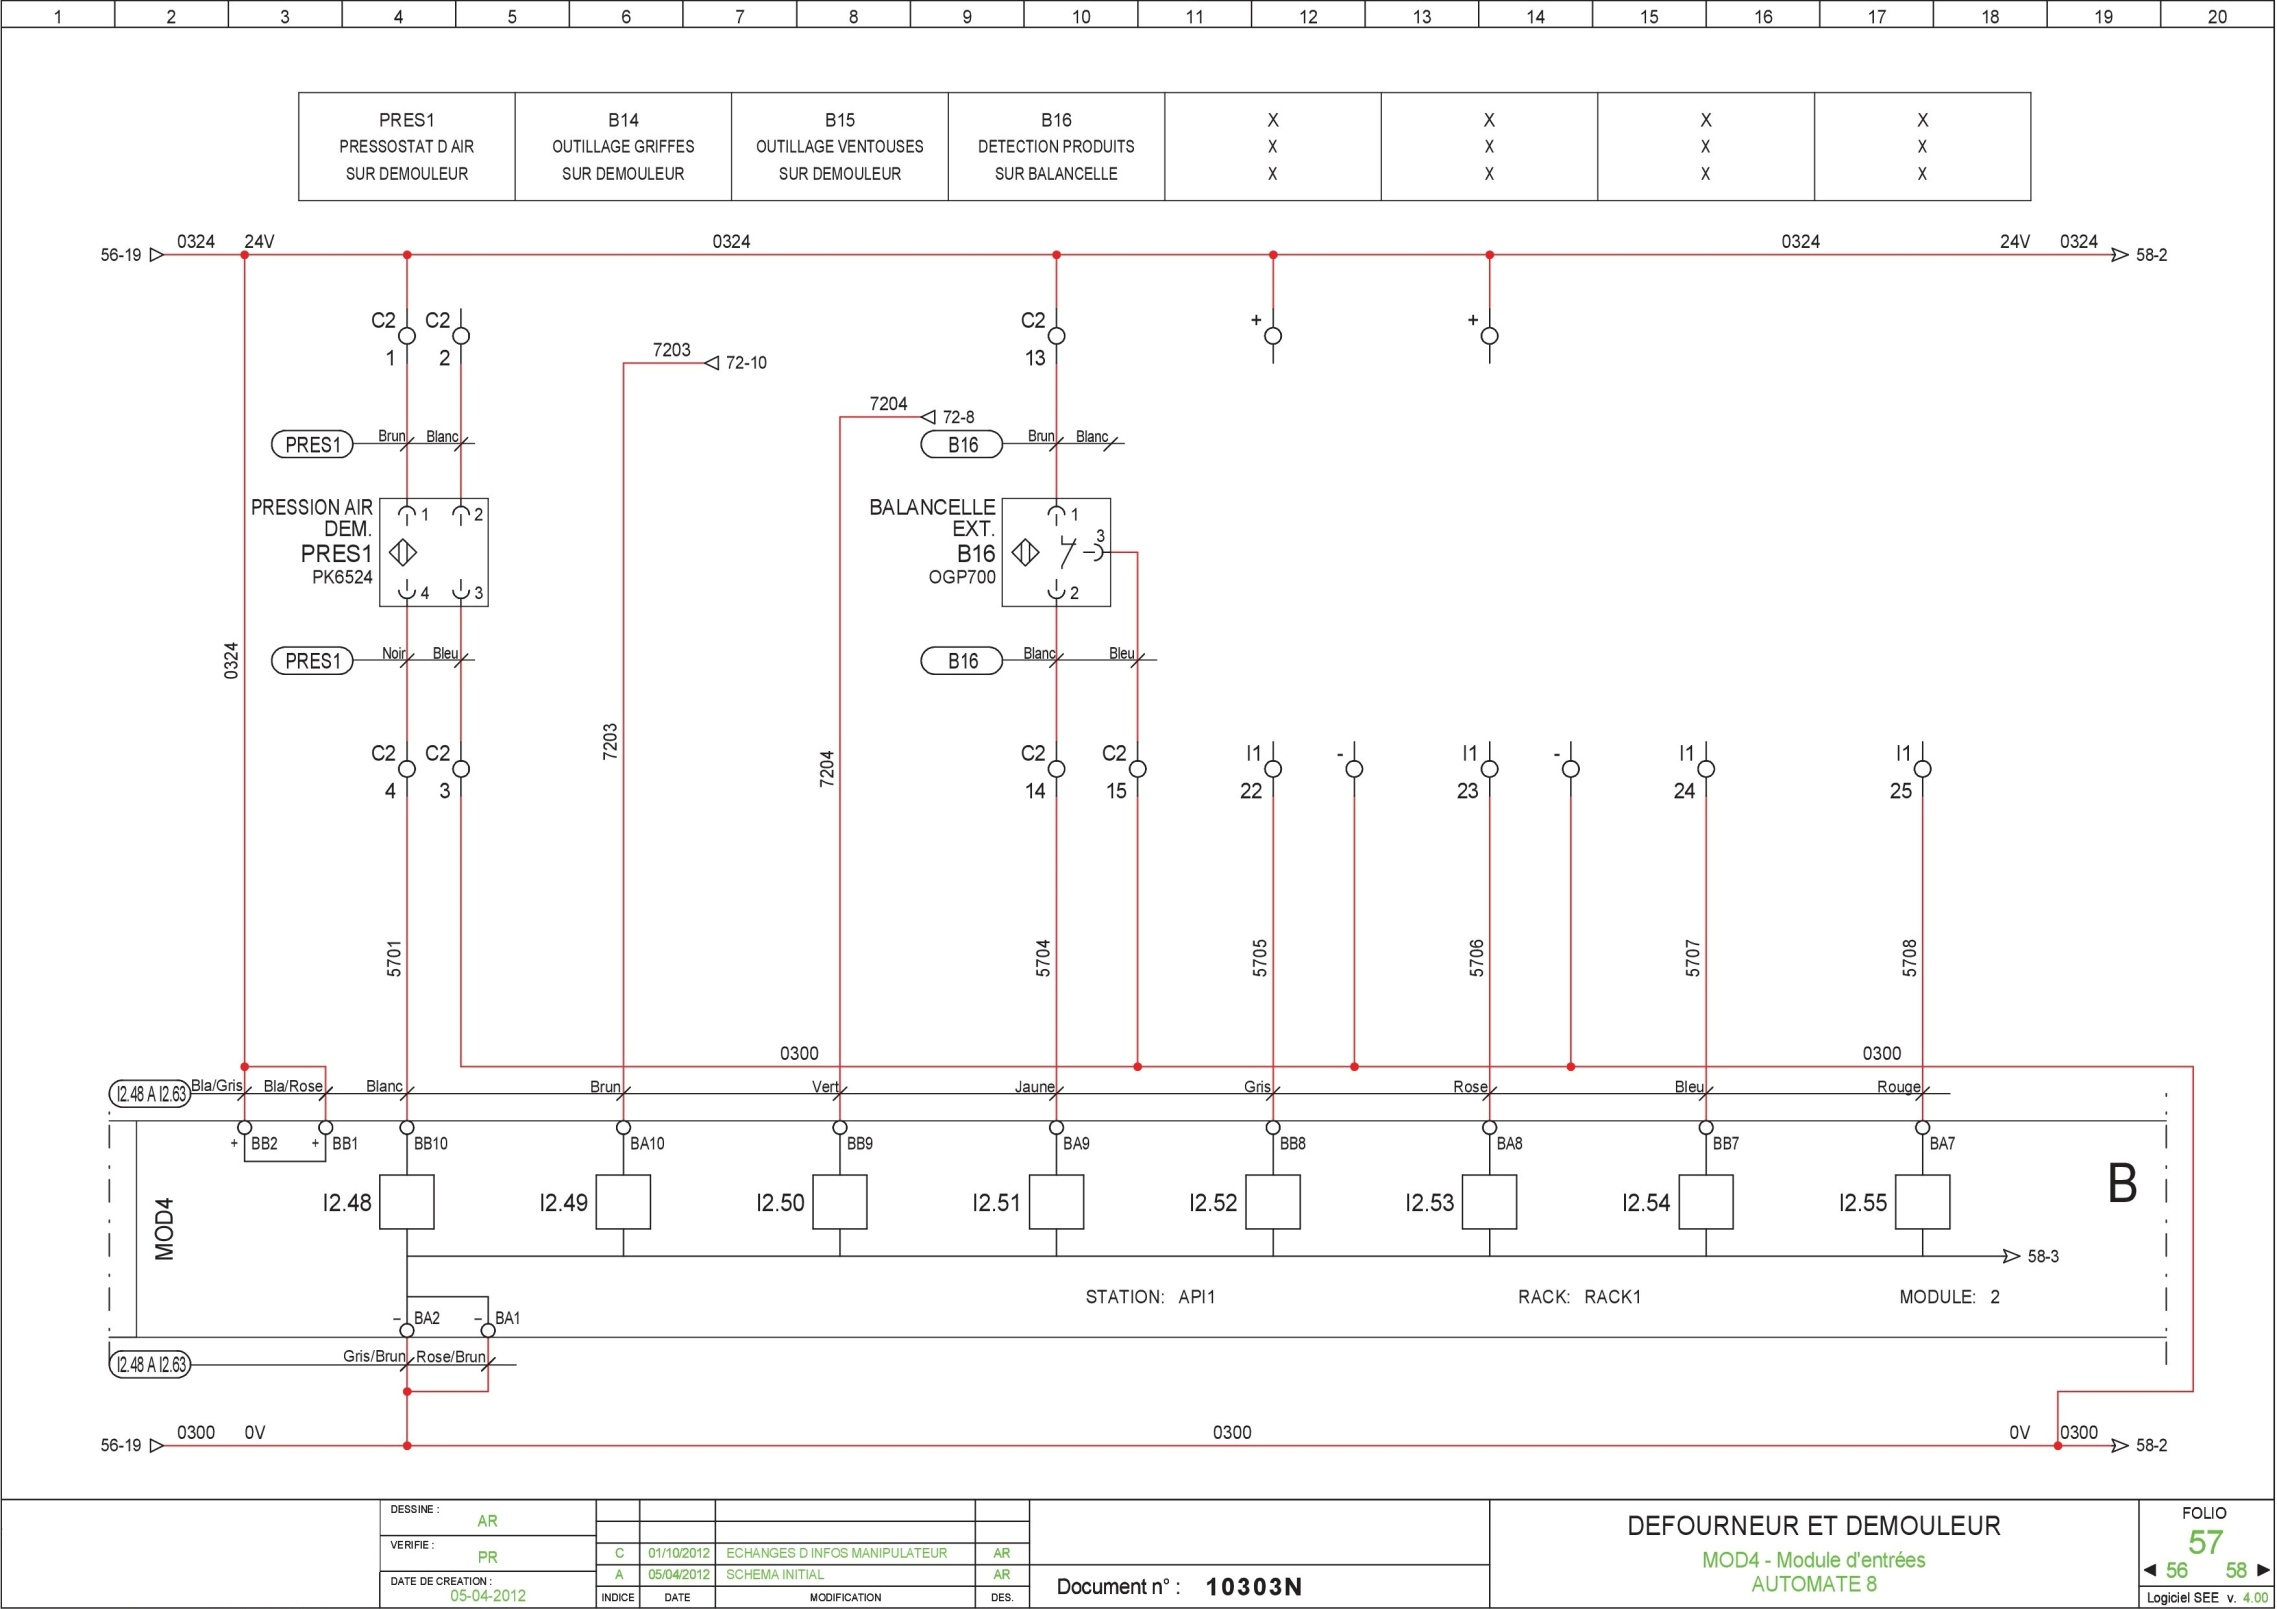 1 2 3 4 5 6 7 8 9 10 11 12 13 14 15 16 17 18 19 20
PRES1 B14 B15 B16 X X X X
PRESSOSTAT D AIR OUTILLAGE GRIFFES OUTILLAGE VENTOUSES DETECTION PRODUITS X X X X
SUR DEMOULEUR SUR DEMOULEUR SUR DEMOULEUR SUR BALANCELLE X X X X
56-19 0324 24V 0324 0324 24V 0324 58-2
C2 C2 C2 + +
1 2 13
7203 72-10
7204 72-8
PRES1 Brun Blanc B16 Brun Blanc
PRESSION AIR 1 2 BALANCELLE 1
DEM. EXT. 3
PRES1 B16
PK6524 OGP700
4 3 2
0324
PRES1 Noir Bleu B16 Blanc Bleu
7203
7204
C2 C2 C2 C2 I1 - I1 - I1 I1
4 3 14 15 22 23 24 25
5701 5704 5705 5706 5707 5708
0300 0300
I2.48 A I2.63 Bla/Gris Bla/Rose Blanc Brun Vert Jaune Gris Rose Bleu Rouge
+ BB2 + BB1 BB10 BA10 BB9 BA9 BB8 BA8 BB7 BA7
MOD4
I2.48 I2.49 I2.50 I2.51 I2.52 I2.53 I2.54 I2.55 B
58-3
STATION: API1 RACK: RACK1 MODULE: 2
– BA2 – BA1
I2.48 A I2.63 Gris/Brun Rose/Brun
56-19 0300 0V 0300 0V 0300 58-2
DESSINE :
AR
VERIFIE :
PR
DATE DE CREATION :
05-04-2012
C 01/10/2012 ECHANGES D INFOS MANIPULATEUR AR
A 05/04/2012 SCHEMA INITIAL AR
INDICE DATE MODIFICATION DES.
Document n° : 10303N
DEFOURNEUR ET DEMOULEUR
MOD4 - Module d'entrées
AUTOMATE 8
FOLIO
57
56 58
Logiciel SEE v. 4.00